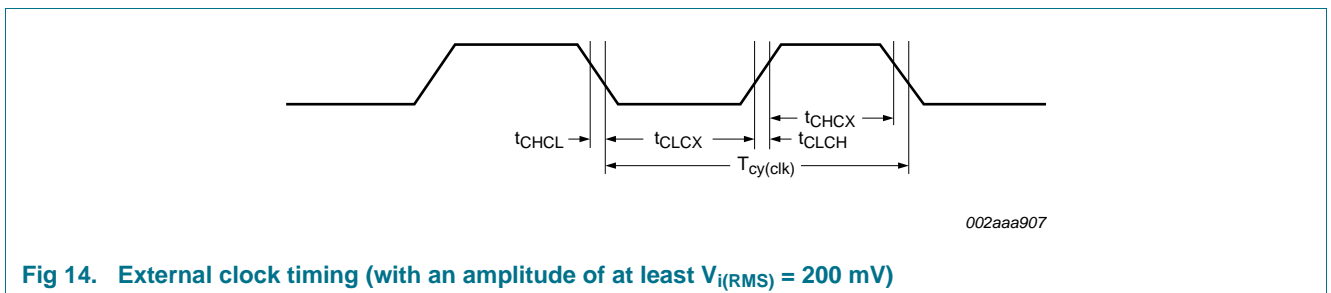 tCHCX
tCHCL
tCLCX
tCLCH
Tcy(clk)
002aaa907
Fig 14. External clock timing (with an amplitude of at least Vi(RMS) = 200 mV)